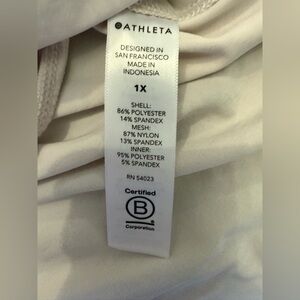 ATHLETA
DESIGNED IN
SAN FRANCISCO
MADE IN
INDONESIA
1X
SHELL:
86% POLYESTER
14% SPANDEX
MESH:
87% NYLON
13% SPANDEX
INNER:
95% POLYESTER
5% SPANDEX
RN 54023
Certified
B
Corporation